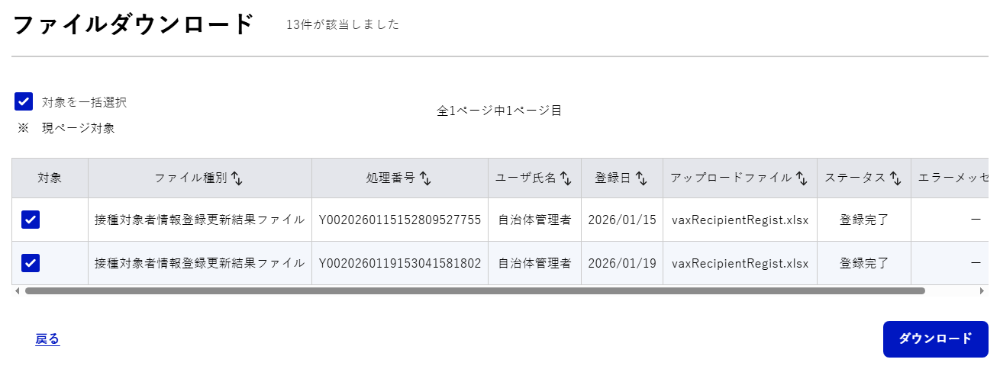 ファイルダウンロード 13件が該当しました
対象を一括選択
全1ページ中1ページ目
※ 現ページ対象
対象 ファイル種別 処理番号 ユーザ氏名 登録日 アップロードファイル ステータス エラーメッセ
接種対象者情報登録更新結果ファイル Y0020260115152809527755 自治体管理者 2026/01/15 vaxRecipientRegist.xlsx 登録完了 ー
接種対象者情報登録更新結果ファイル Y0020260119153041581802 自治体管理者 2026/01/19 vaxRecipientRegist.xlsx 登録完了 ー
戻る ダウンロード